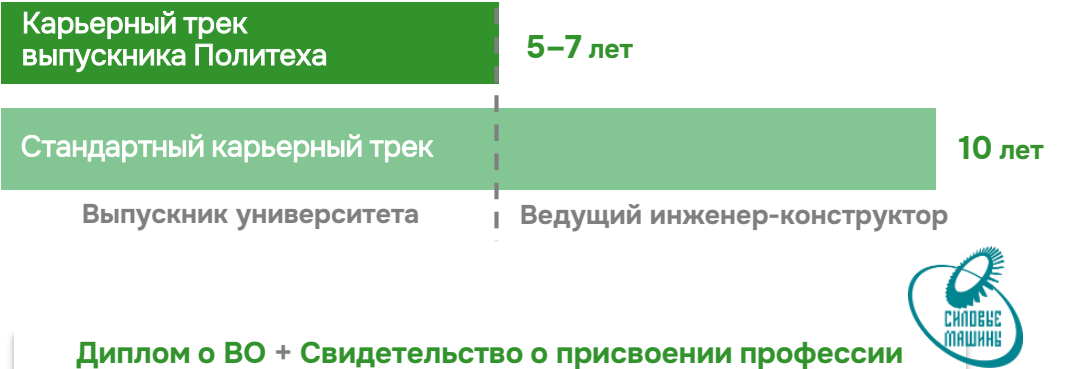 Карьерный трек
выпускника Политеха
5–7 лет
Стандартный карьерный трек
10 лет
Выпускник университета
Ведущий инженер-конструктор
СИЛОВЫЕ
МАШИНЫ
Диплом о ВО + Свидетельство о присвоении профессии